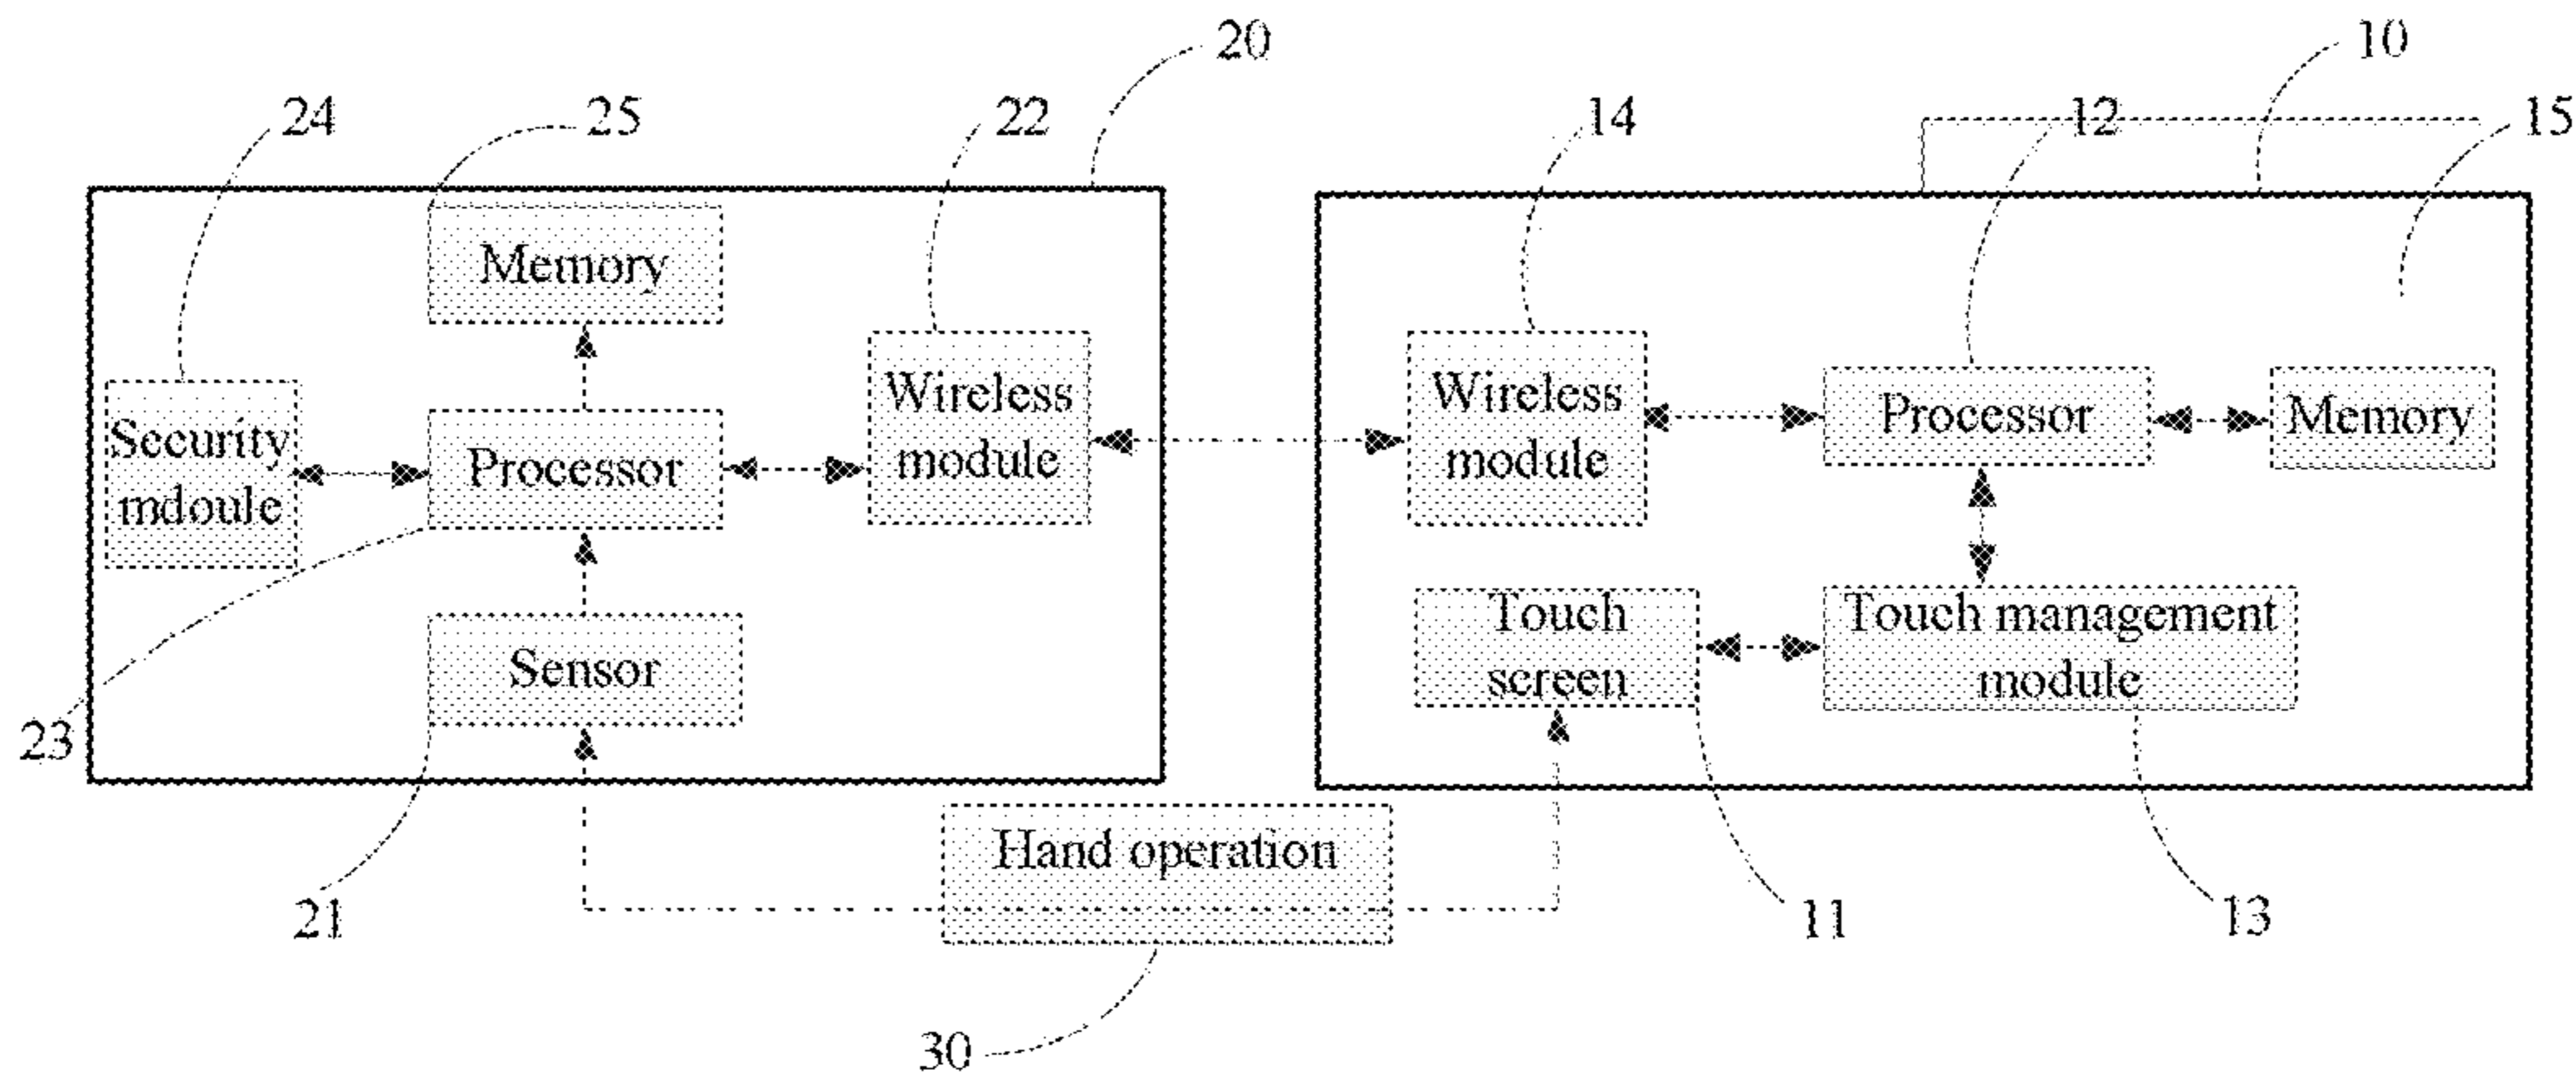 20
10
24
25
22
14
12
15
Memory
Wireless
module
Wireless
module
Processor
Memory
Security
mdoule
Processor
Touch
screen
Touch management
module
Sensor
23
Hand operation
21
11
13
30